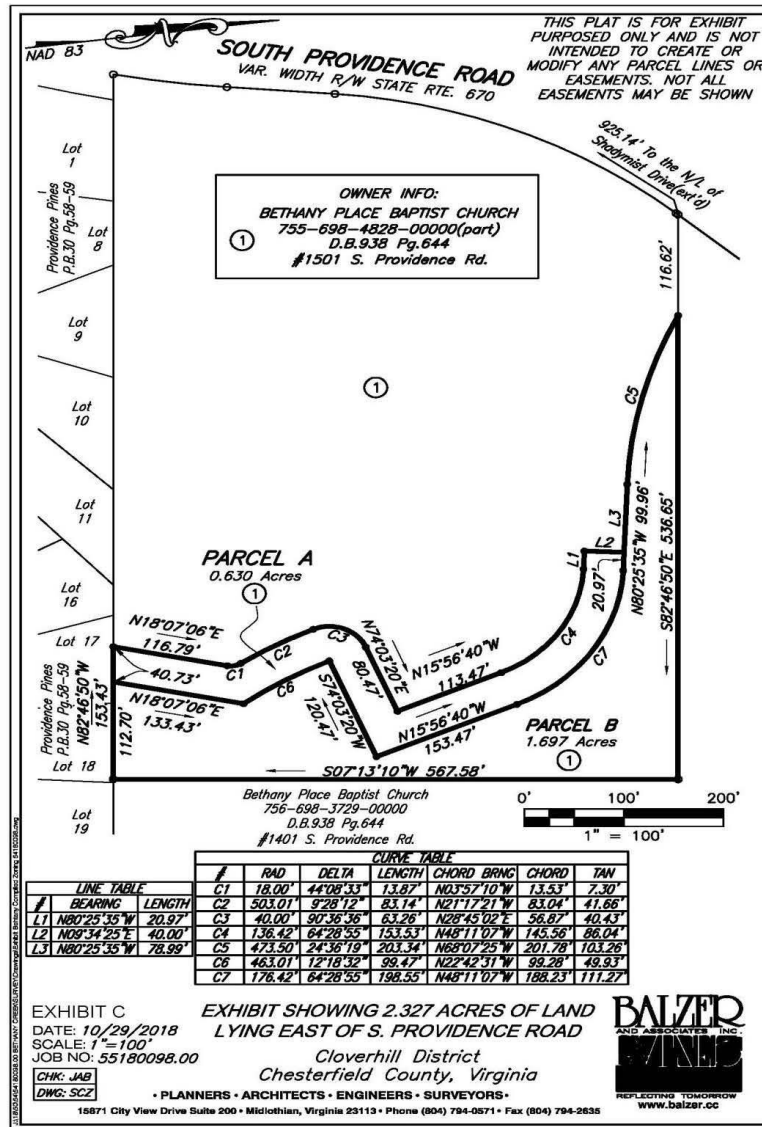 THIS PLAT IS FOR EXHIBIT
PURPOSED ONLY AND IS NOT
INTENDED TO CREATE OR
MODIFY ANY PARCEL LINES OR
EASEMENTS. NOT ALL
EASEMENTS MAY BE SHOWN
NAD 83
N
SOUTH PROVIDENCE ROAD
VAR. WIDTH R/W STATE RTE. 670
925.14' To the N/L of
Shadymist Drive(ext'd)
116.62'
OWNER INFO:
BETHANY PLACE BAPTIST CHURCH
755-698-4828-00000(part)
D.B.938 Pg.644
#1501 S. Providence Rd.
1
Lot
1
Providence Pines
P.B.30 Pg.58-59
Lot
8
Lot
9
Lot
10
Lot
11
Lot
16
Lot 17
Providence Pines
P.B.30 Pg.58-59
Lot 18
Lot
19
1
C5
L3
N80°25'35"W 99.96'
S82°46'50"E 536.65'
L2
L1
20.97'
C4
C7
PARCEL A
0.630 Acres
1
N18°07'06"E
116.79'
C1
C2
C3
C6
40.73'
N18°07'06"E
133.43'
N82°46'50"W
153.43'
112.70'
N74°03'20"E
80.47'
S74°03'20"W
120.47'
N15°56'40"W
113.47'
N15°56'40"W
153.47'
PARCEL B
1.697 Acres
1
S07°13'10"W 567.58'
Bethany Place Baptist Church
756-698-3729-00000
D.B.938 Pg.644
#1401 S. Providence Rd.
0' 100' 200'
1" = 100'
LINE TABLE
# BEARING LENGTH
L1 N80°25'35"W 20.97'
L2 N09°34'25"E 40.00'
L3 N80°25'35"W 78.99'
CURVE TABLE
# RAD DELTA LENGTH CHORD BRNG CHORD TAN
C1 18.00' 44°08'33" 13.87' N03°57'10"W 13.53' 7.30'
C2 503.01' 9°28'12" 83.14' N21°17'21"W 83.04' 41.66'
C3 40.00' 90°36'36" 63.26' N28°45'02"E 56.87' 40.43'
C4 136.42' 64°28'55" 153.53' N48°11'07"W 145.56' 86.04'
C5 473.50' 24°36'19" 203.34' N68°07'25"W 201.78' 103.26'
C6 463.01' 12°18'32" 99.47' N22°42'31"W 99.28' 49.93'
C7 176.42' 64°28'55" 198.55' N48°11'07"W 188.23' 111.27'
EXHIBIT C
DATE: 10/29/2018
SCALE: 1"=100'
JOB NO: 55180098.00
CHK: JAB
DWG: SCZ
EXHIBIT SHOWING 2.327 ACRES OF LAND
LYING EAST OF S. PROVIDENCE ROAD
Cloverhill District
Chesterfield County, Virginia
BALZER
AND ASSOCIATES INC.
REFLECTING TOMORROW
www.balzer.cc
• PLANNERS • ARCHITECTS • ENGINEERS • SURVEYORS •
15871 City View Drive Suite 200 • Midlothian, Virginia 23113 • Phone (804) 794-0571 • Fax (804) 794-2635